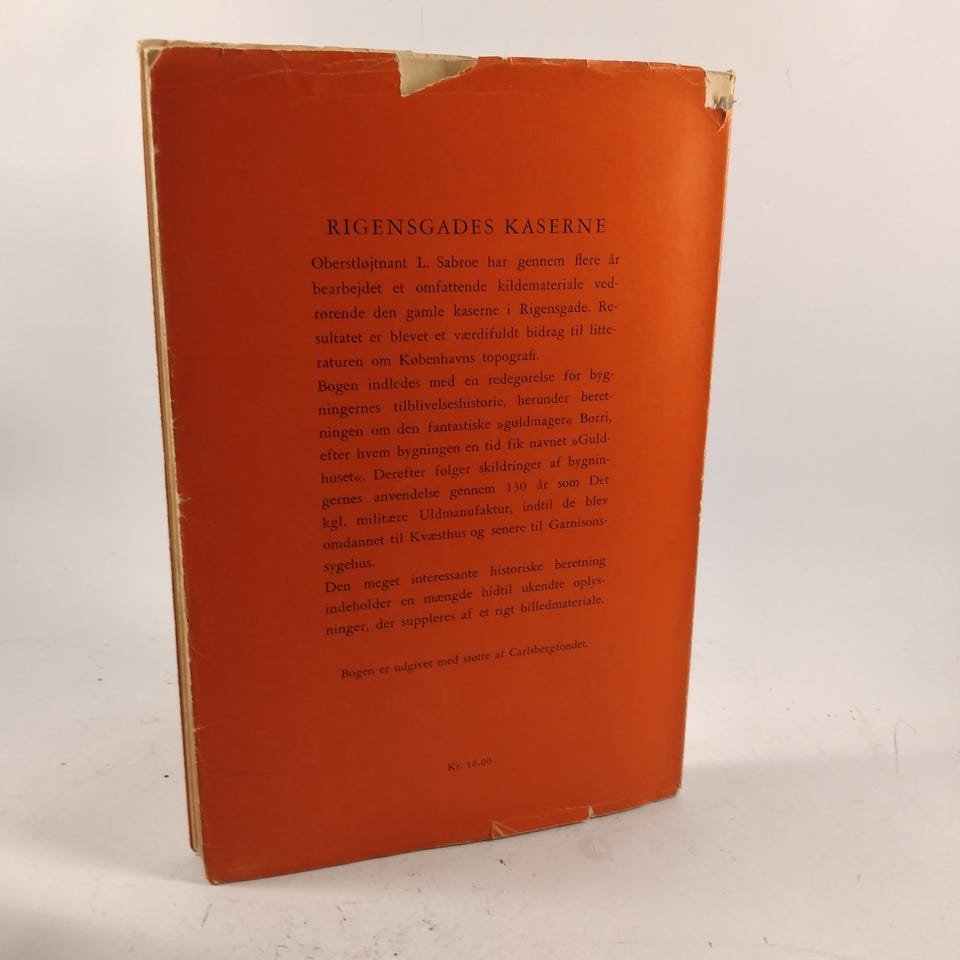 RIGENSGADES KASERNE
Oberstløjtnant L. Sabroe har gennem flere år
bearbejdet et omfattende kildemateriale ved-
rørende den gamle kaserne i Rigensgade. Re-
sultatet er blevet et værdifuldt bidrag til litte-
raturen om Københavns topografi.
Bogen indledes med en redegørelse for byg-
ningernes tilblivelseshistorie, herunder beret-
ningen om den fantastiske »guldmager« Borri,
efter hvem bygningen en tid fik navnet »Guld-
huset«. Derefter følger skildringer af bygnin-
gernes anvendelse gennem 130 år som Det
kgl. militære Uldmanufaktur, indtil de blev
omdannet til Kvæsthus og senere til Garnisons-
sygehus.
Den meget interessante historiske beretning
indeholder en mængde hidtil ukendte oplys-
ninger, der suppleres af et rigt billedmateriale.
Bogen er udgivet med støtte af Carlsbergfondet.
Kr. 16.00